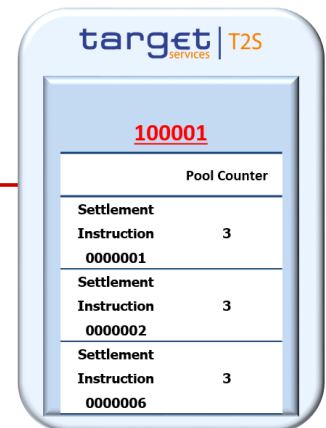 target | T2S
services
100001
Pool Counter
Settlement
Instruction 3
0000001
Settlement
Instruction 3
0000002
Settlement
Instruction 3
0000006